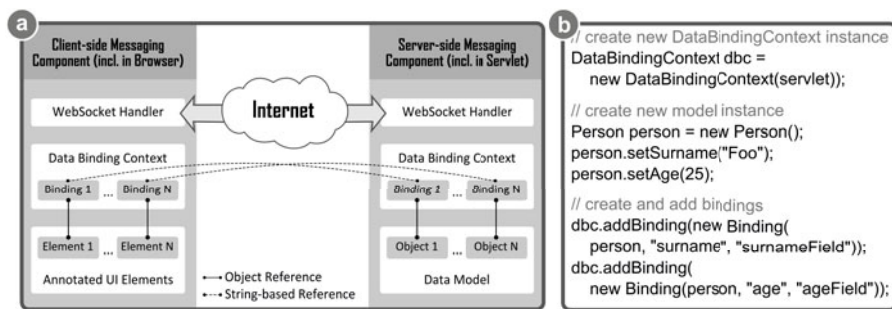 a
Client-side Messaging
Component (incl. in Browser)
Server-side Messaging
Component (incl. in Servlet)
WebSocket Handler
Internet
WebSocket Handler
Data Binding Context
Data Binding Context
Binding 1 ... Binding N
Binding 1 ... Binding N
Element 1 ... Element N
Object 1 ... Object N
Annotated UI Elements
Object Reference
String-based Reference
Data Model
b
// create new DataBindingContext instance
DataBindingContext dbc =
new DataBindingContext(servlet));
// create new model instance
Person person = new Person();
person.setSurname("Foo");
person.setAge(25);
// create and add bindings
dbc.addBinding(new Binding(
person, "surname", "surnameField"));
dbc.addBinding(
new Binding(person, "age", "ageField"));